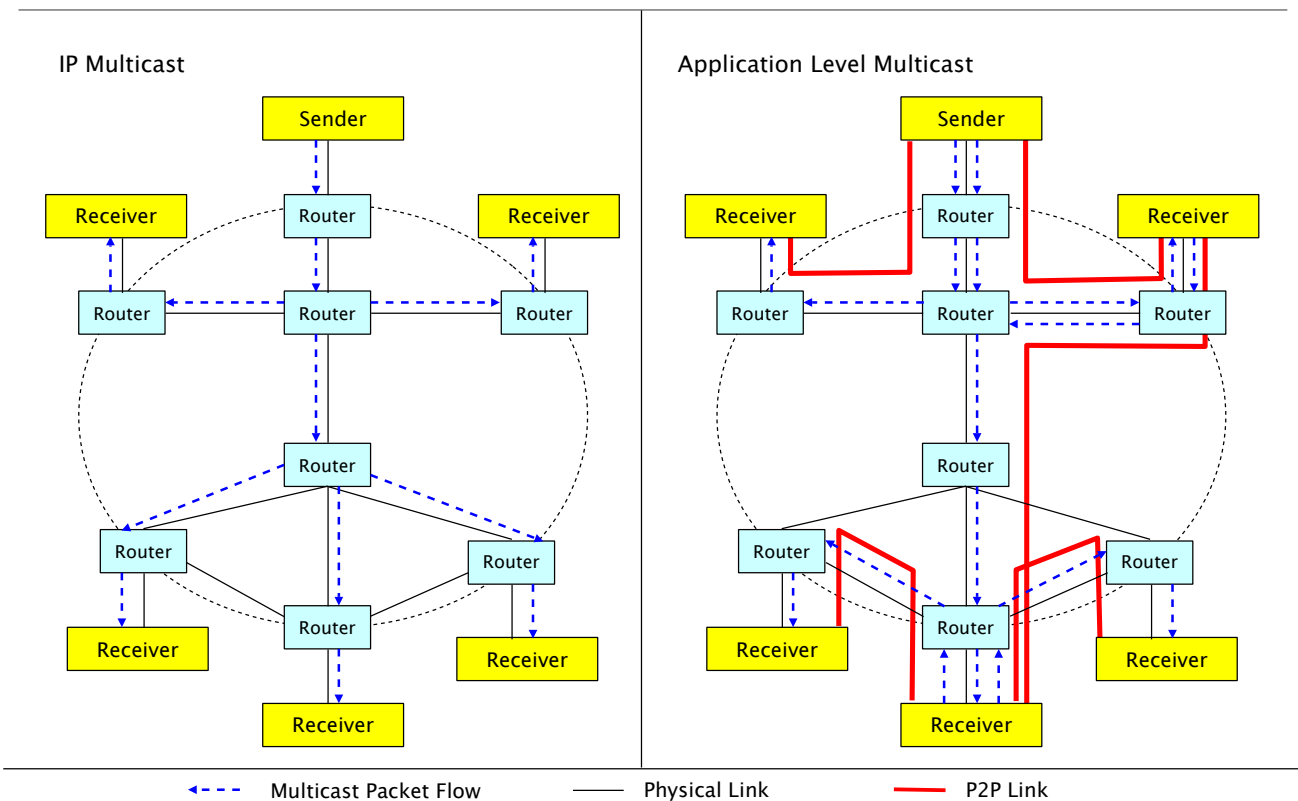 IP Multicast
Sender
Receiver
Router
Receiver
Router
Router
Router
Router
Router
Router
Router
Receiver
Receiver
Receiver
Application Level Multicast
Sender
Receiver
Router
Receiver
Router
Router
Router
Router
Router
Router
Router
Receiver
Receiver
Receiver
Multicast Packet Flow
Physical Link
P2P Link